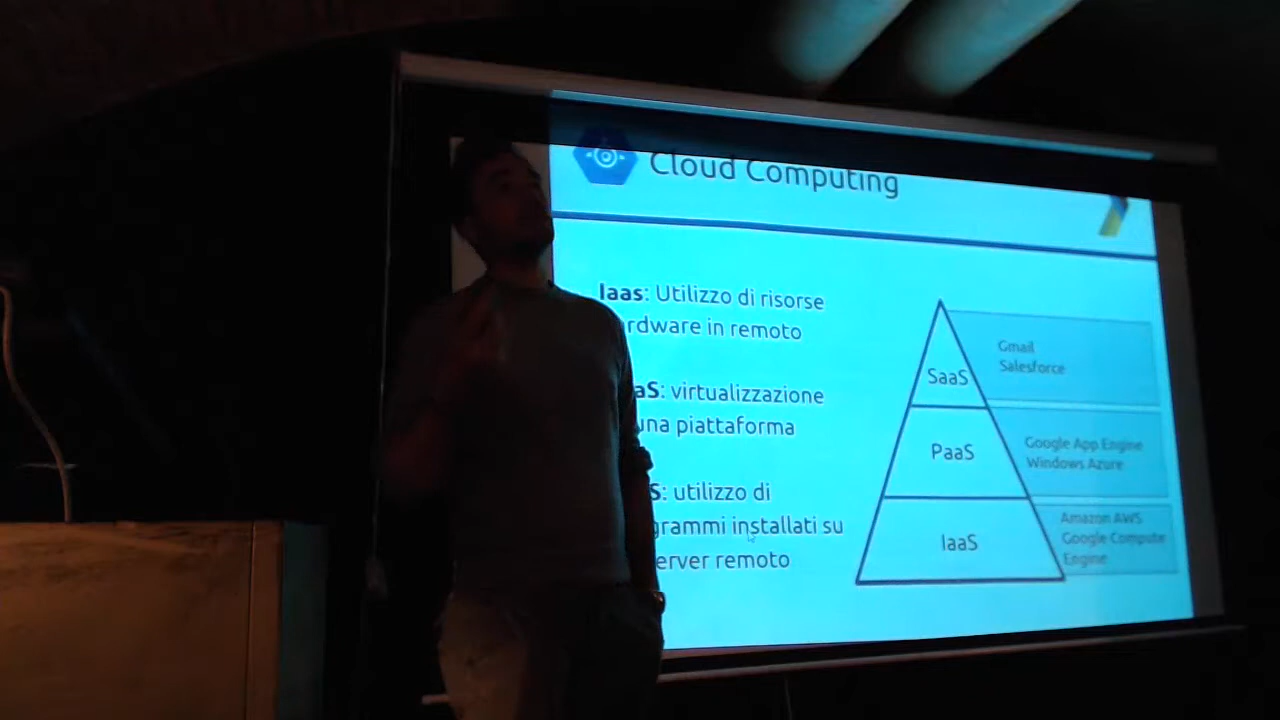 Cloud Computing
Iaas: Utilizzo di risorse
rdware in remoto
aS: virtualizzazione
una piattaforma
S: utilizzo di
grammi installati su
erver remoto
SaaS
Gmail
Salesforce
PaaS
Google App Engine
Windows Azure
IaaS
Amazon AWS
Google Compute
Engine